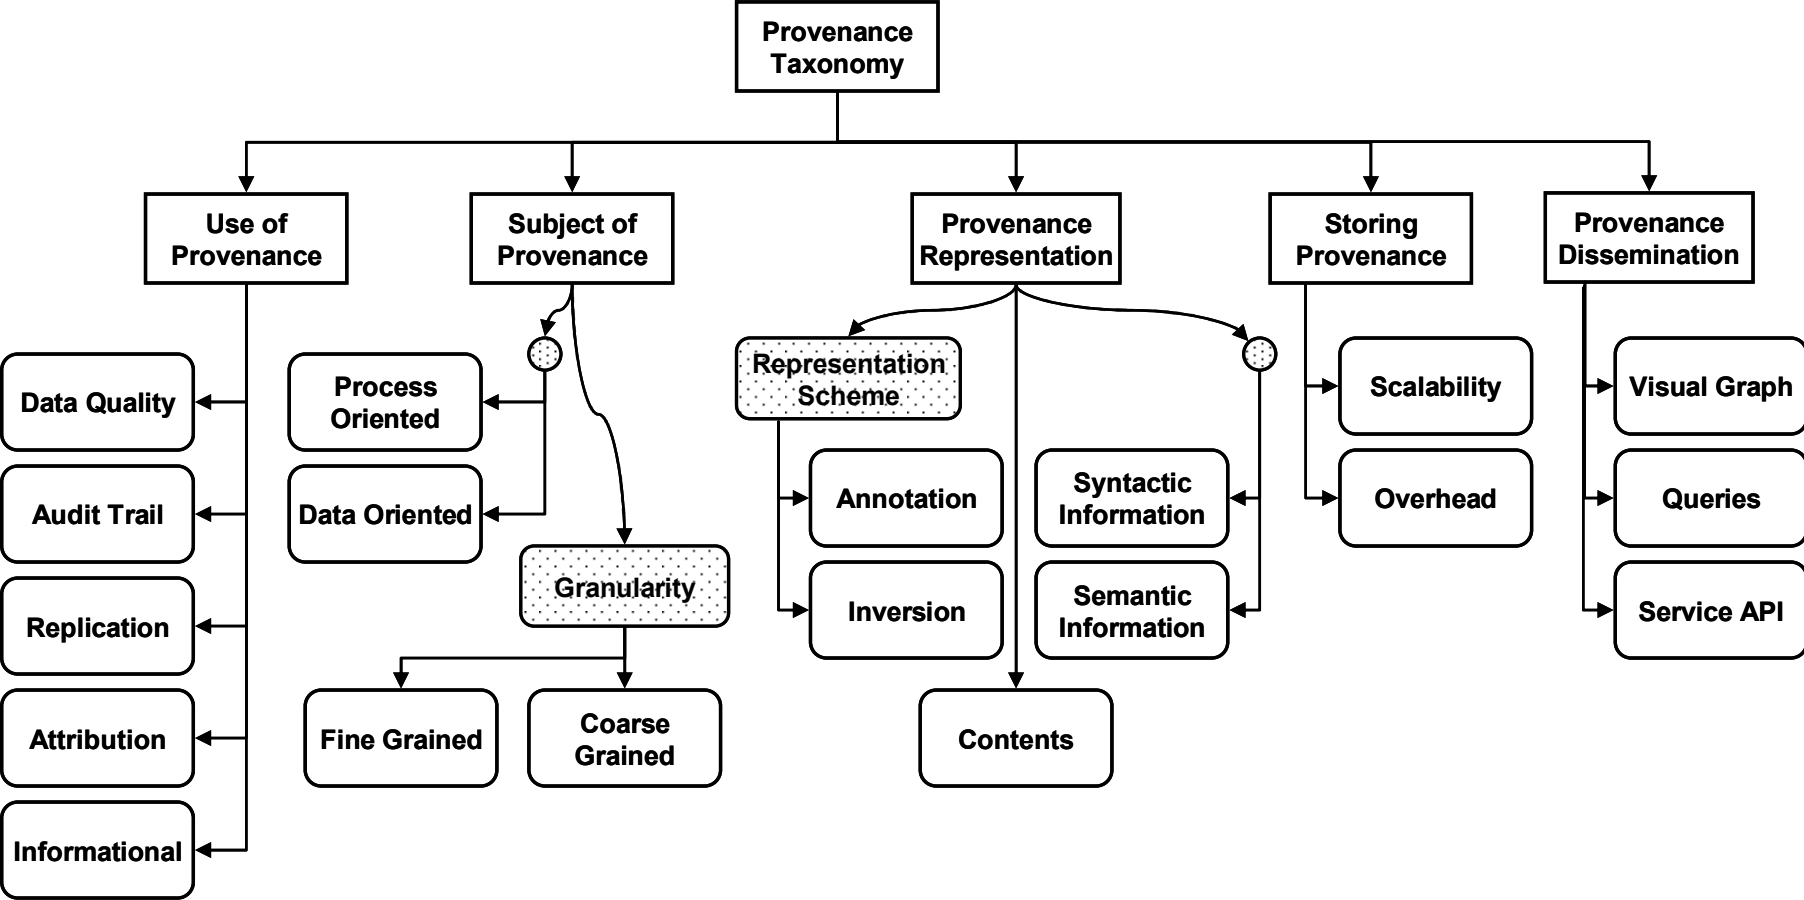 Provenance
Taxonomy
Use of
Provenance
Subject of
Provenance
Provenance
Representation
Storing
Provenance
Provenance
Dissemination
Data Quality
Audit Trail
Replication
Attribution
Informational
Process
Oriented
Data Oriented
Granularity
Fine Grained
Coarse
Grained
Representation
Scheme
Annotation
Inversion
Contents
Syntactic
Information
Semantic
Information
Scalability
Overhead
Visual Graph
Queries
Service API